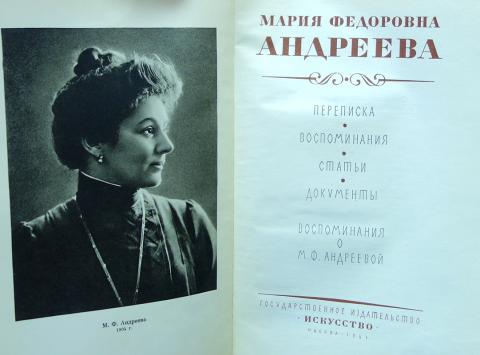 М. Ф. Андреева
МАРИЯ ФЕДОРОВНА
АНДРЕЕВА
ПЕРЕПИСКА
ВОСПОМИНАНИЯ
СТАТЬИ
ДОКУМЕНТЫ
ВОСПОМИНАНИЯ
О
М. Ф. АНДРЕЕВОЙ
ГОСУДАРСТВЕННОЕ ИЗДАТЕЛЬСТВО
·ИСКУССТВО·
МОСКВА